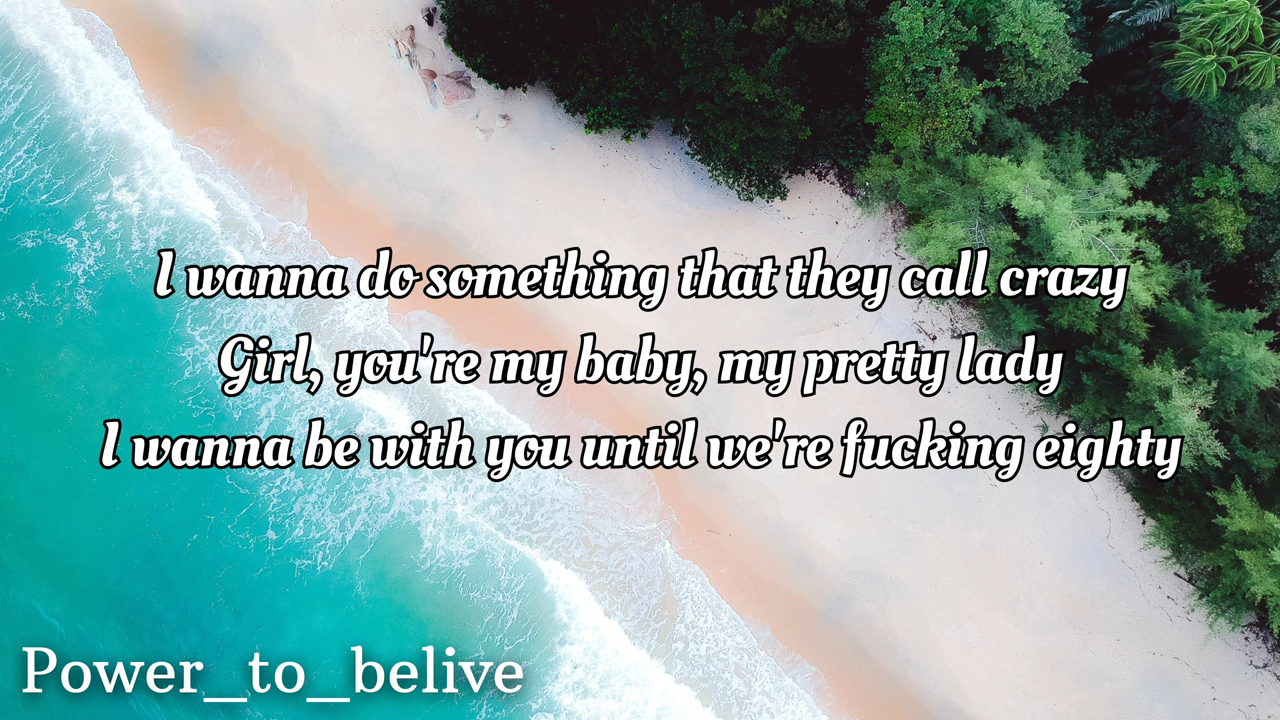 I wanna do something that they call crazy
Girl, you're my baby, my pretty lady
I wanna be with you until we're fucking eighty
Power_to_belive